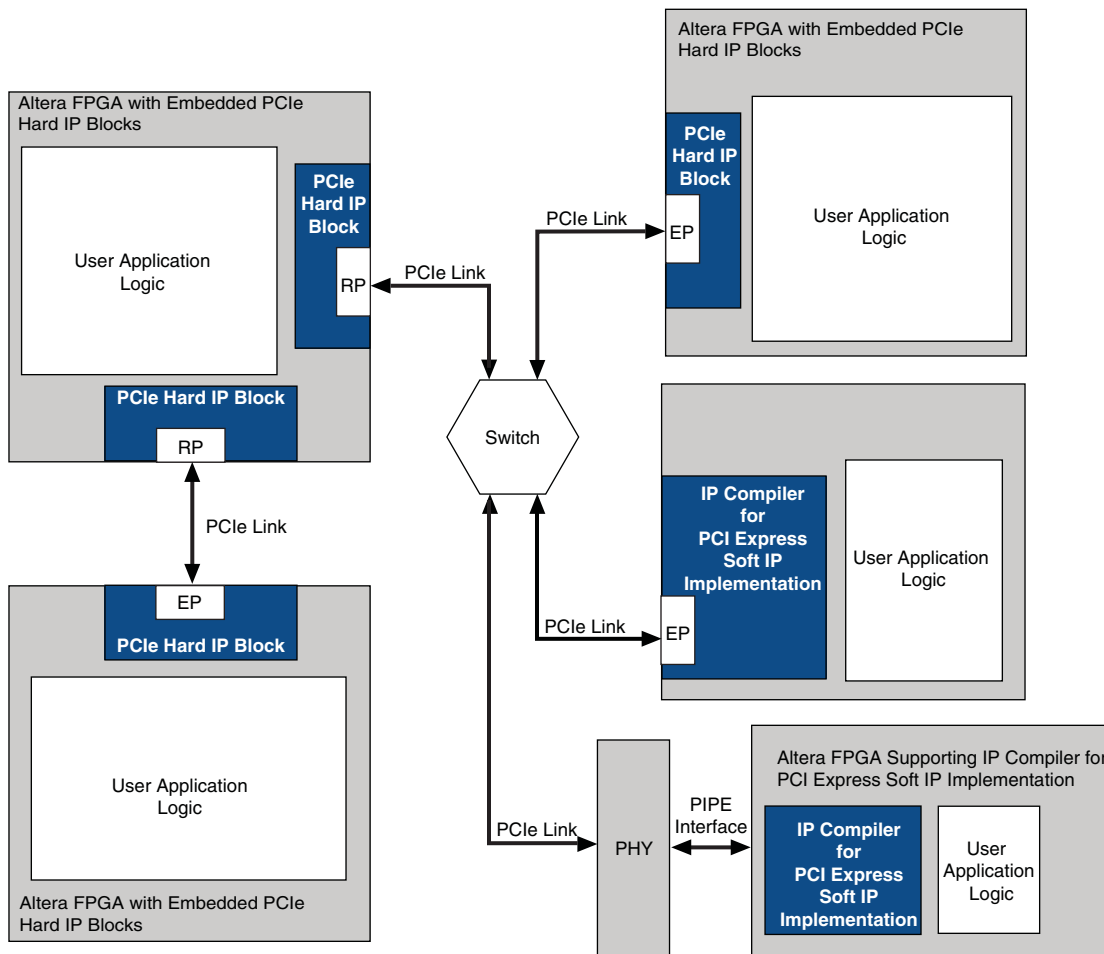 Altera FPGA with Embedded PCIe
Hard IP Blocks
User Application
Logic
PCIe
Hard IP
Block
RP
PCIe Hard IP Block
RP
PCIe Link
EP
PCIe Hard IP Block
User Application
Logic
Altera FPGA with Embedded PCIe
Hard IP Blocks
PCIe Link
Switch
PCIe Link
Altera FPGA with Embedded PCIe
Hard IP Blocks
PCIe
Hard IP
Block
EP
User Application
Logic
PCIe Link
IP Compiler
for
PCI Express
Soft IP
Implementation
EP
User Application
Logic
PCIe Link
PHY
PIPE
Interface
Altera FPGA Supporting IP Compiler for
PCI Express Soft IP Implementation
IP Compiler
for
PCI Express
Soft IP
Implementation
User
Application
Logic